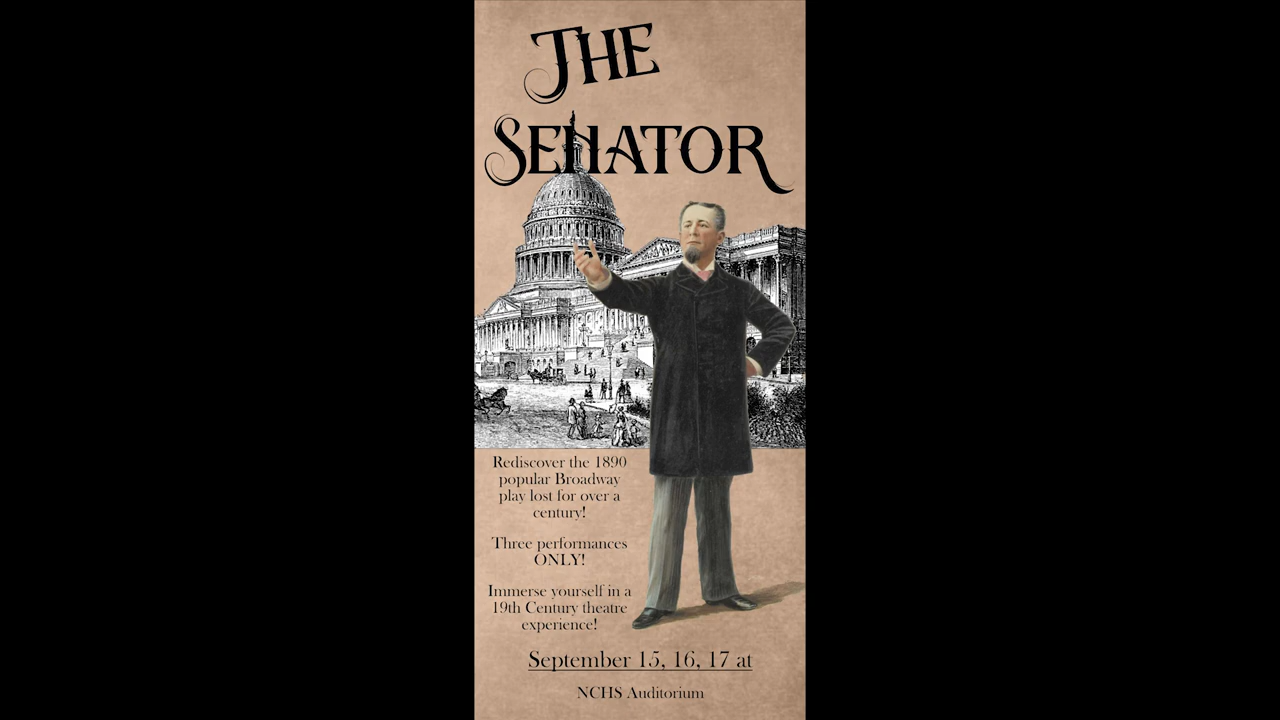 THE
SENATOR
Rediscover the 1890
popular Broadway
play lost for over a
century!
Three performances
ONLY!
Immerse yourself in a
19th Century theatre
experience!
September 15, 16, 17 at
NCHS Auditorium